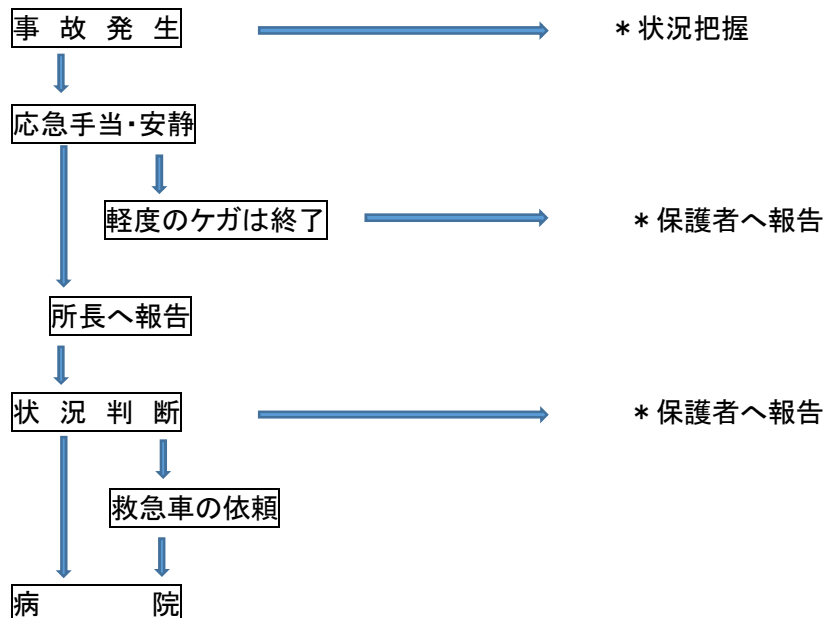 事 故 発 生
＊状況把握
応急手当・安静
軽度のケガは終了
＊保護者へ報告
所長へ報告
状 況 判 断
＊保護者へ報告
救急車の依頼
病 院